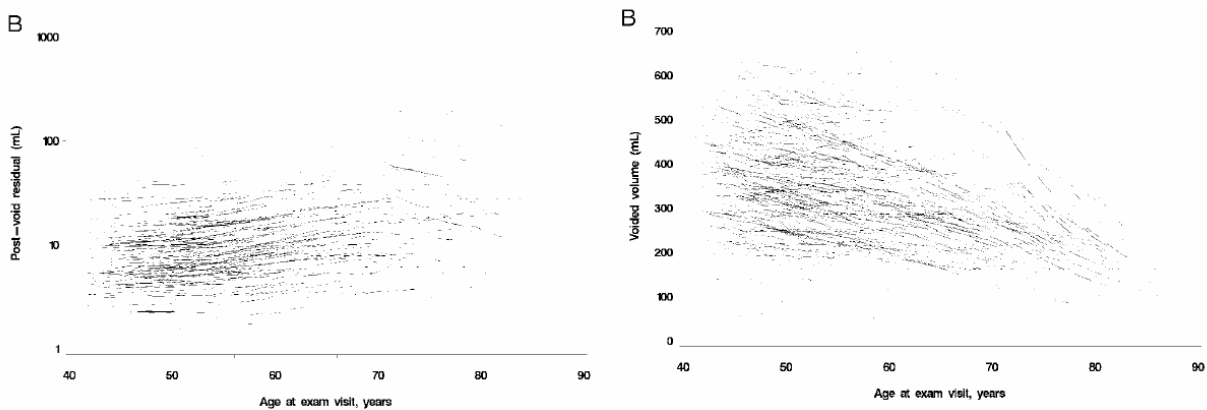 B
1000
100
10
1
Post-void residual (mL)
40 50 60 70 80 90
Age at exam visit, years
B
700
600
500
400
300
200
100
0
Voided volume (mL)
40 50 60 70 80 90
Age at exam visit, years